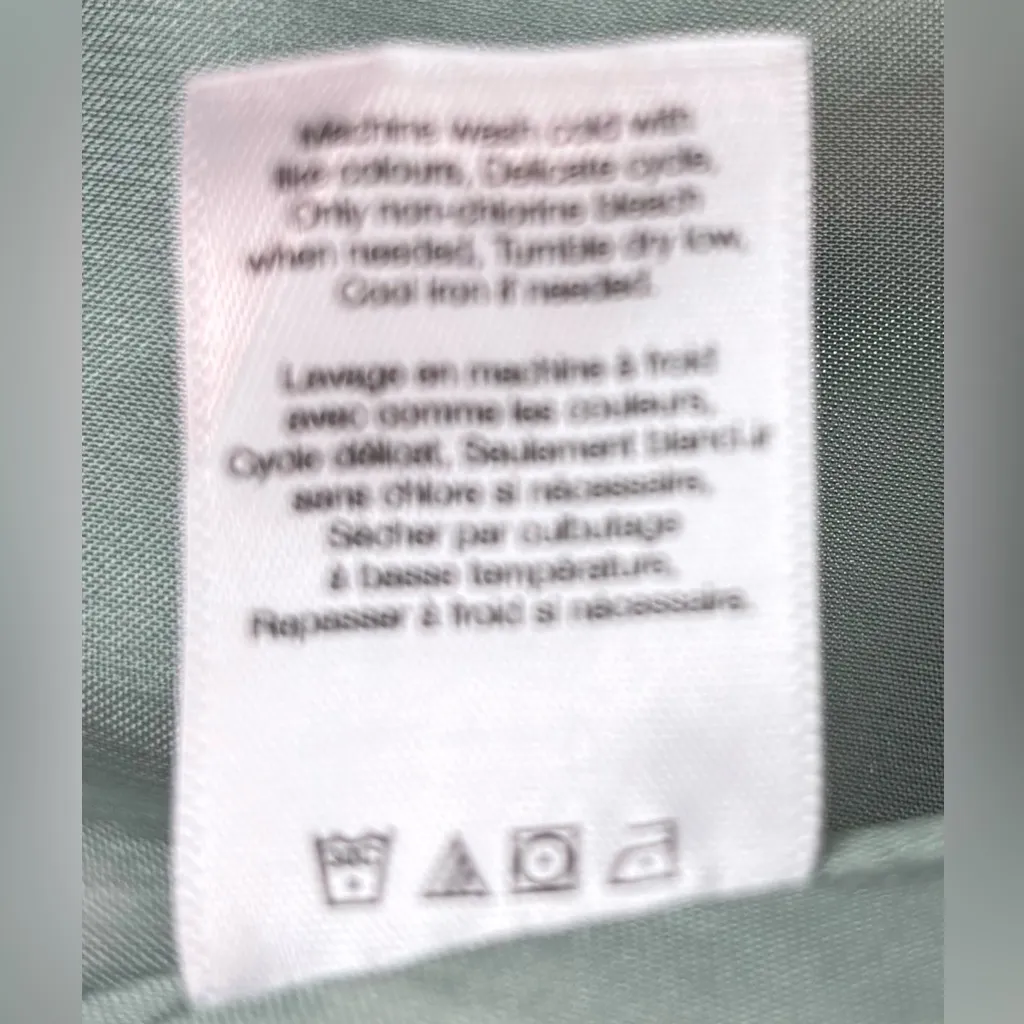 Machine wash cold with
like colours, Delicate cycle,
Only non-chlorine bleach
when needed, Tumble dry low,
Cool iron if needed.
Lavage en machine à froid
avec comme les couleurs,
Cycle délicat, Seulement blanchir
sans chlore si nécessaire,
Sécher par culbutage
à basse température,
Repasser à froid si nécessaire.